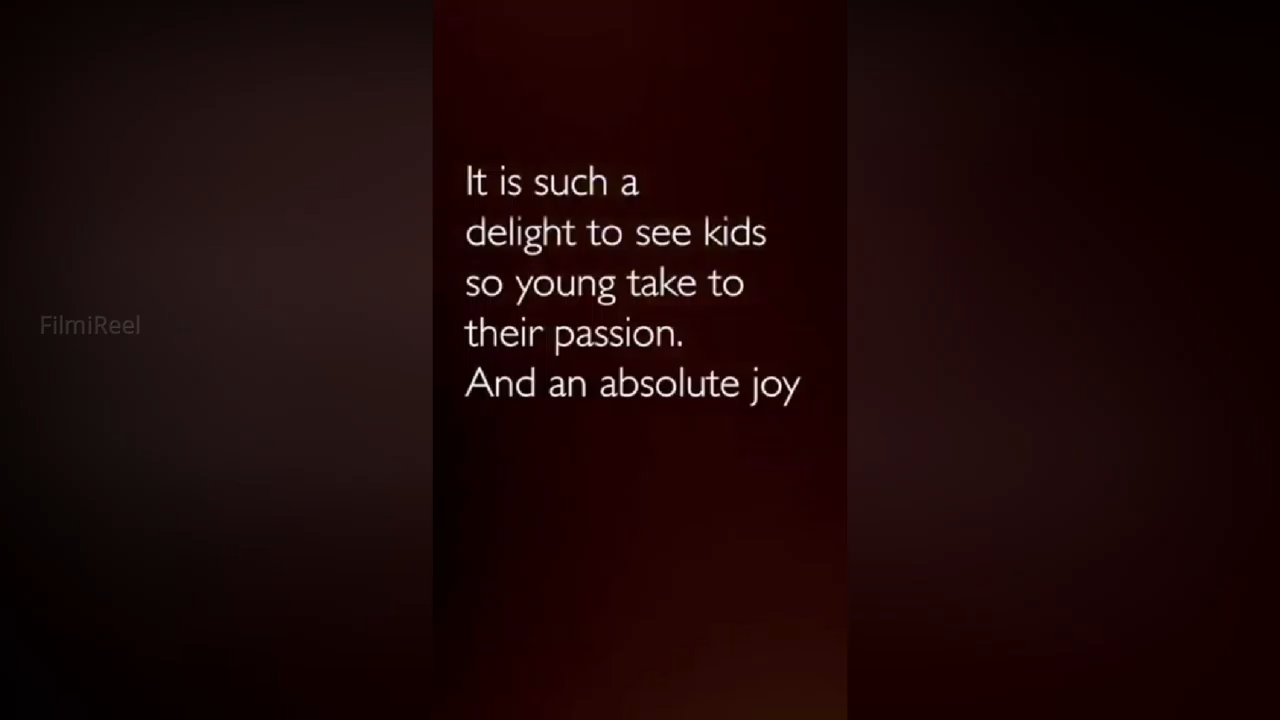 It is such a
delight to see kids
so young take to
their passion.
And an absolute joy
FilmiReel